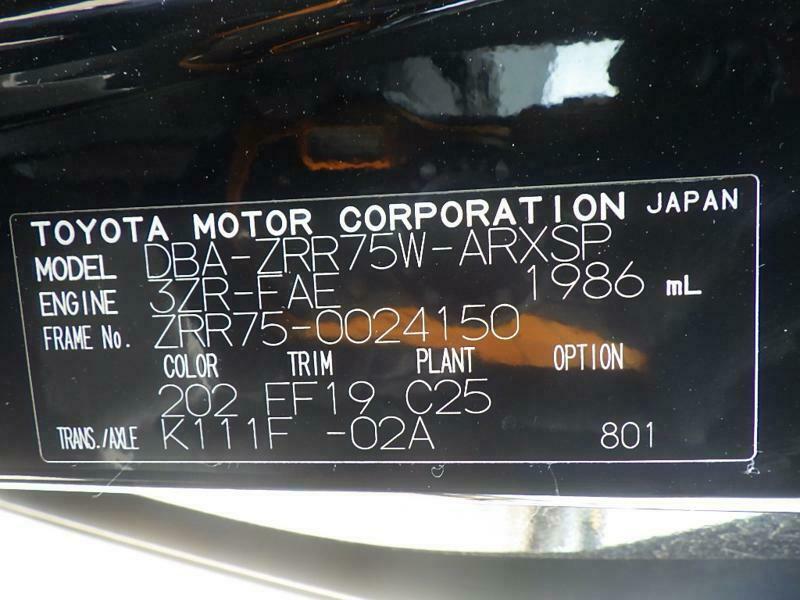 TOYOTA MOTOR CORPORATION JAPAN
MODEL DBA-ZRR75W-ARXSP
ENGINE 3ZR-FAE 1986 mL
FRAME No. ZRR75-0024150
COLOR TRIM PLANT OPTION
202 FF19 C25
TRANS./AXLE K111F -02A 801